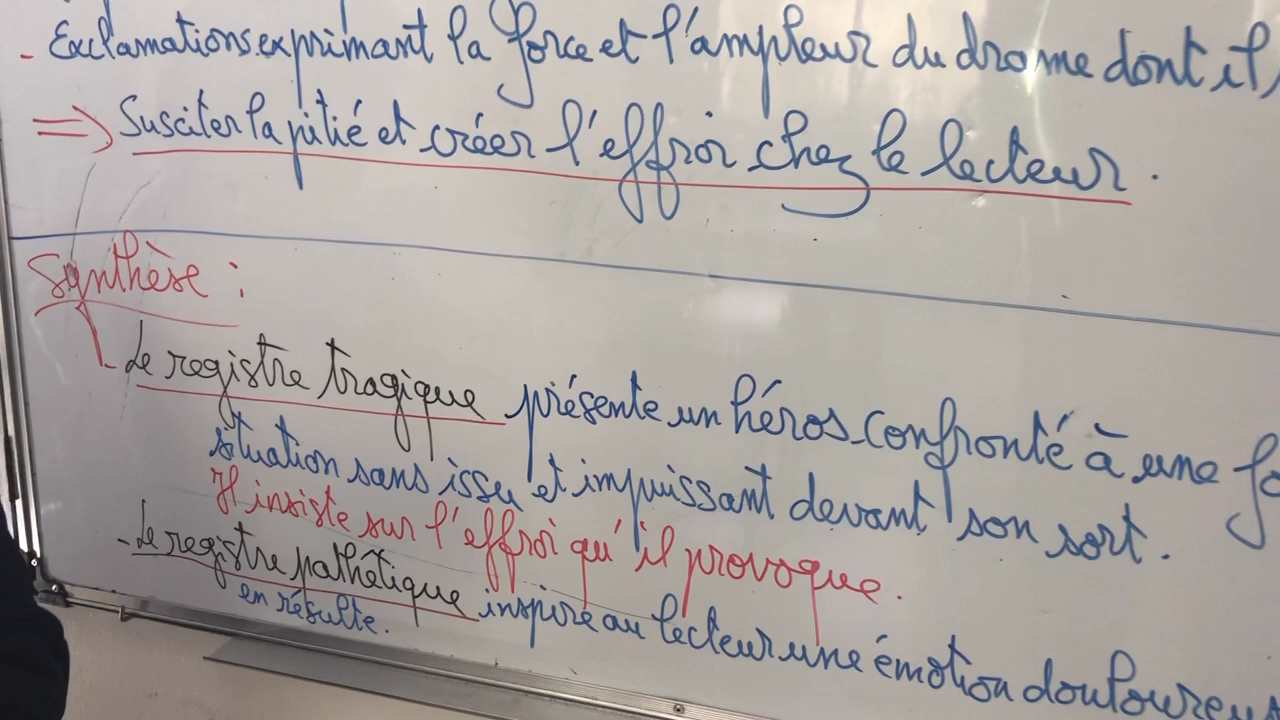 - Exclamations exprimant la force et l'ampleur du drame dont il
=> Susciter la pitié et créer l'effroi chez le lecteur.
Synthèse :
- Le registre tragique présente un héros confronté à une
situation sans issu et impuissant devant son sort.
Il insiste sur l'effroi qu'il provoque.
- Le registre pathétique inspire au lecteur une émotion
en résulte.